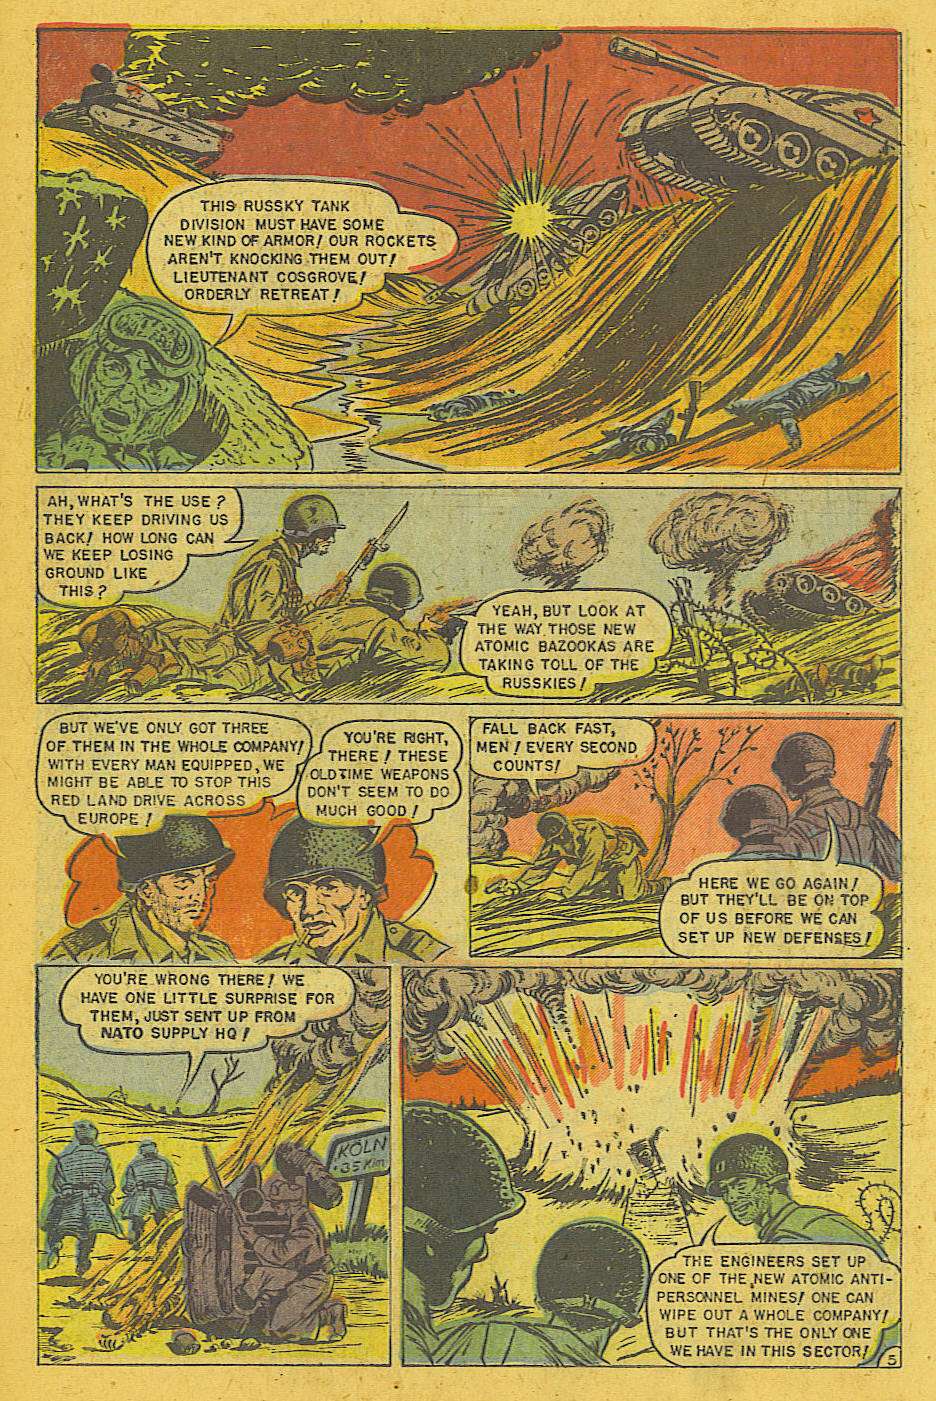 THIS RUSSKY TANK
DIVISION MUST HAVE SOME
NEW KIND OF ARMOR! OUR ROCKETS
AREN'T KNOCKING THEM OUT!
LIEUTENANT COSGROVE!
ORDERLY RETREAT!
AH, WHAT'S THE USE?
THEY KEEP DRIVING US
BACK! HOW LONG CAN
WE KEEP LOSING
GROUND LIKE
THIS?
YEAH, BUT LOOK AT
THE WAY THOSE NEW
ATOMIC BAZOOKAS ARE
TAKING TOLL OF THE
RUSSKIES!
BUT WE'VE ONLY GOT THREE
OF THEM IN THE WHOLE COMPANY!
WITH EVERY MAN EQUIPPED, WE
MIGHT BE ABLE TO STOP THIS
RED LAND DRIVE ACROSS
EUROPE!
YOU'RE RIGHT,
THERE! THESE
OLD-TIME WEAPONS
DON'T SEEM TO DO
MUCH GOOD!
FALL BACK FAST,
MEN! EVERY SECOND
COUNTS!
HERE WE GO AGAIN!
BUT THEY'LL BE ON TOP
OF US BEFORE WE CAN
SET UP NEW DEFENSES!
YOU'RE WRONG THERE! WE
HAVE ONE LITTLE SURPRISE FOR
THEM, JUST SENT UP FROM
NATO SUPPLY HQ!
KÖLN
.35 Km
THE ENGINEERS SET UP
ONE OF THE NEW ATOMIC ANTI-
PERSONNEL MINES! ONE CAN
WIPE OUT A WHOLE COMPANY!
BUT THAT'S THE ONLY ONE
WE HAVE IN THIS SECTOR!
5